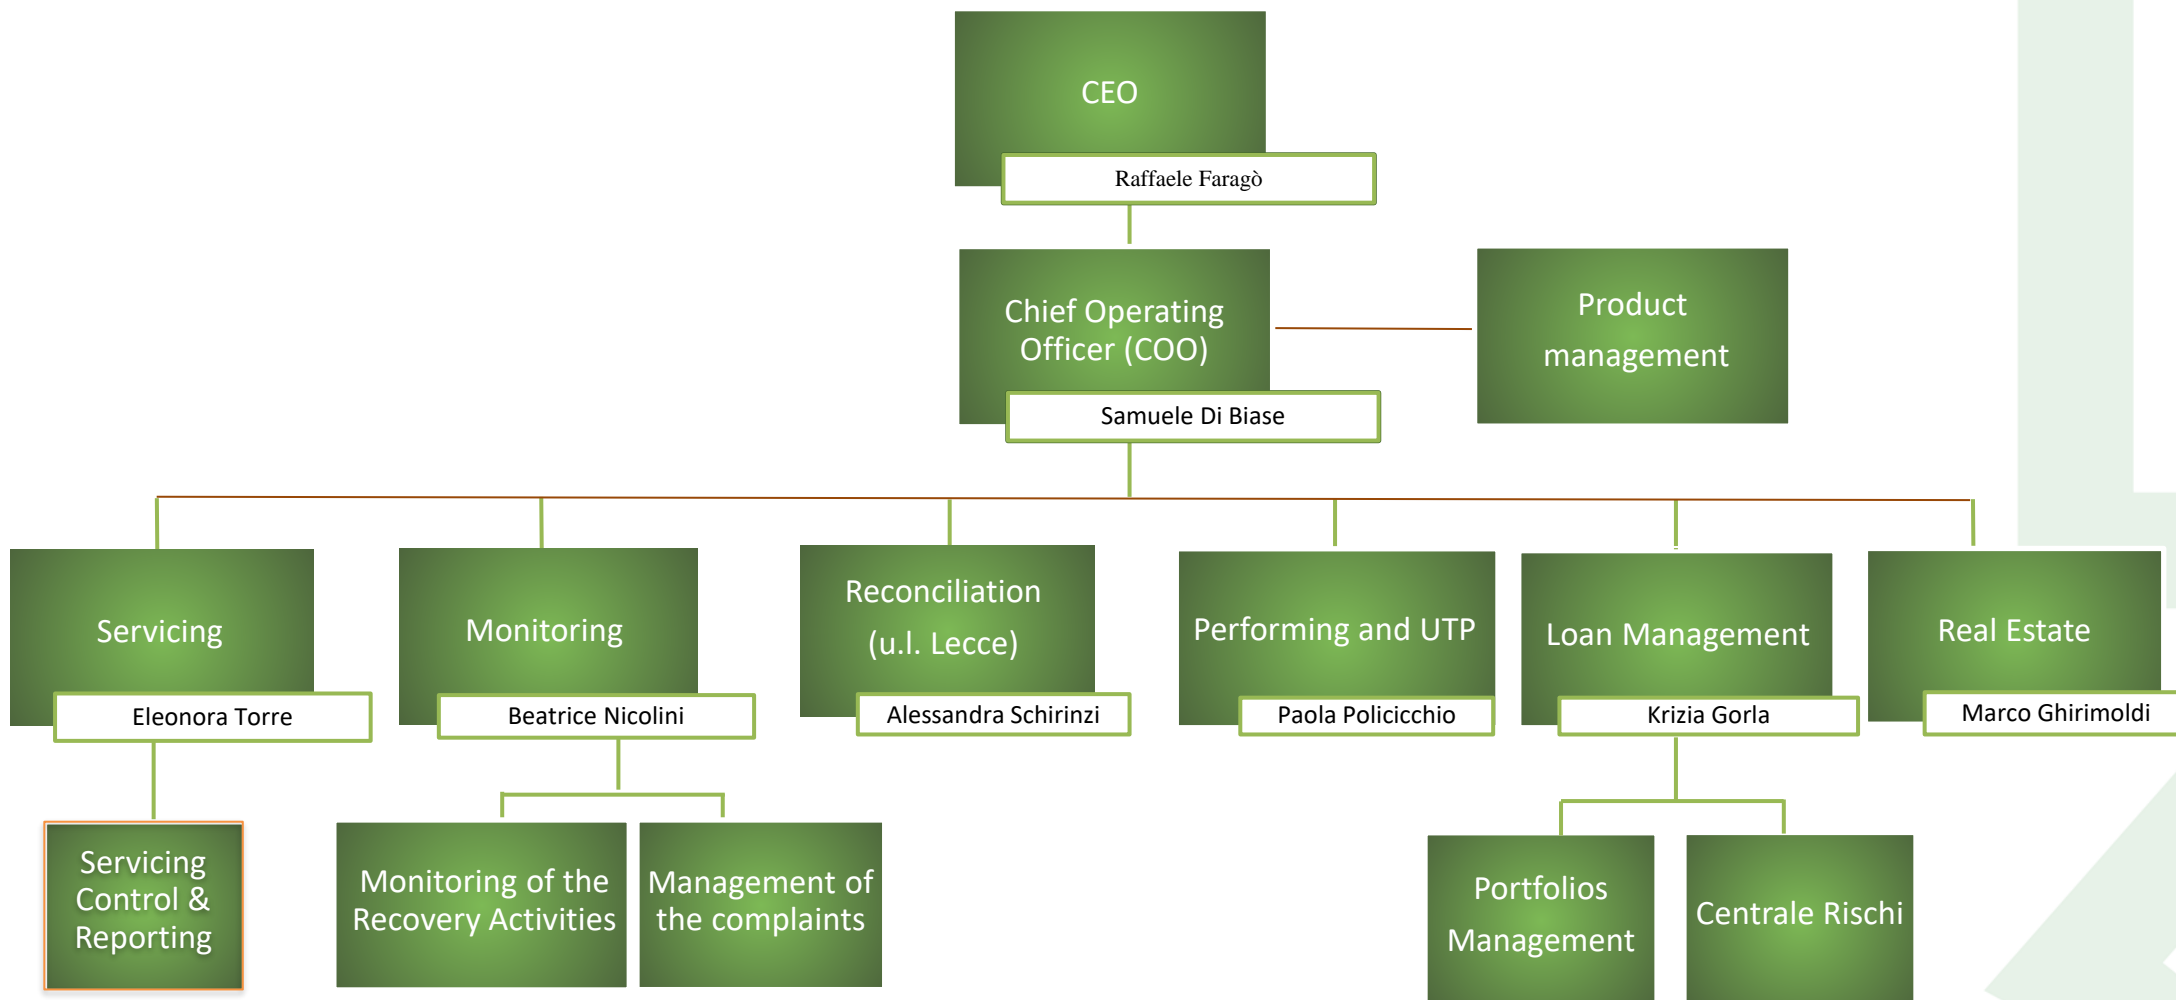 CEO
Raffaele Faragò
Chief Operating
Officer (COO)
Samuele Di Biase
Product
management
Servicing
Eleonora Torre
Monitoring
Beatrice Nicolini
Reconciliation
(u.l. Lecce)
Alessandra Schirinzi
Performing and UTP
Paola Policicchio
Loan Management
Krizia Gorla
Real Estate
Marco Ghirimoldi
Servicing
Control &
Reporting
Monitoring of the
Recovery Activities
Management of
the complaints
Portfolios
Management
Centrale Rischi